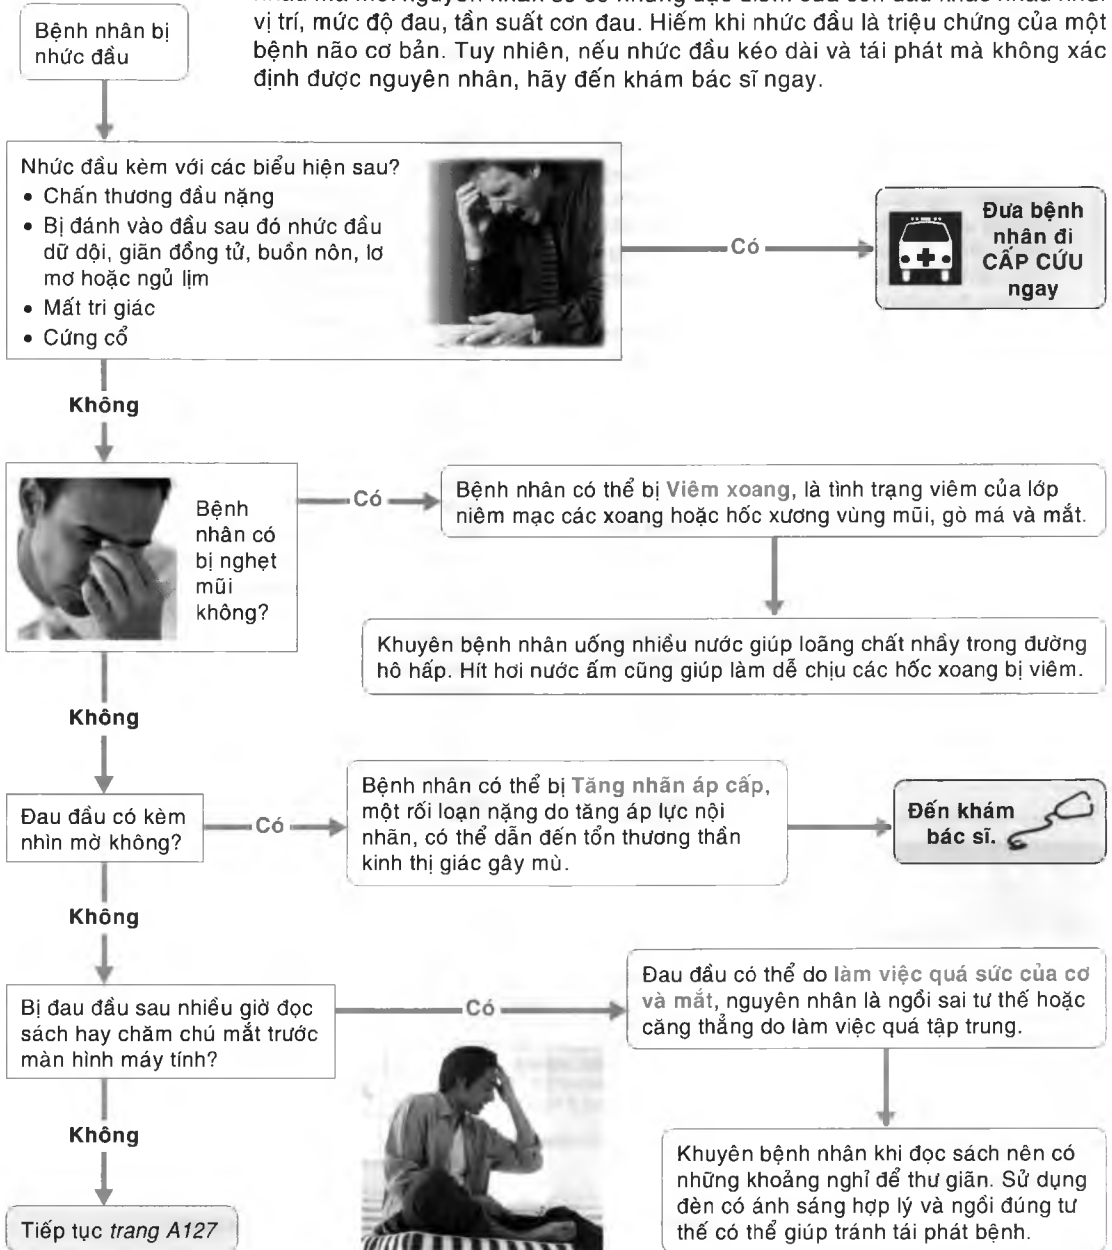 Bệnh nhân bị
nhức đầu
vị trí, mức độ đau, tần suất cơn đau. Hiếm khi nhức đầu là triệu chứng của một
bệnh não cơ bản. Tuy nhiên, nếu nhức đầu kéo dài và tái phát mà không xác
định được nguyên nhân, hãy đến khám bác sĩ ngay.
Nhức đầu kèm với các biểu hiện sau?
• Chấn thương đầu nặng
• Bị đánh vào đầu sau đó nhức đầu
dữ dội, giãn đồng tử, buồn nôn, lơ
mơ hoặc ngủ lịm
• Mất tri giác
• Cứng cổ
Có
Đưa bệnh
nhân đi
CẤP CỨU
ngay
Không
Bệnh
nhân có
bị nghẹt
mũi
không?
Có
Bệnh nhân có thể bị Viêm xoang, là tình trạng viêm của lớp
niêm mạc các xoang hoặc hốc xương vùng mũi, gò má và mắt.
Khuyên bệnh nhân uống nhiều nước giúp loãng chất nhầy trong đường
hô hấp. Hít hơi nước ấm cũng giúp làm dễ chịu các hốc xoang bị viêm.
Không
Đau đầu có kèm
nhìn mờ không?
Có
Bệnh nhân có thể bị Tăng nhãn áp cấp,
một rối loạn nặng do tăng áp lực nội
nhãn, có thể dẫn đến tổn thương thần
kinh thị giác gây mù.
Đến khám
bác sĩ.
Không
Bị đau đầu sau nhiều giờ đọc
sách hay chăm chú mắt trước
màn hình máy tính?
Có
Đau đầu có thể do làm việc quá sức của cơ
và mắt, nguyên nhân là ngồi sai tư thế hoặc
căng thẳng do làm việc quá tập trung.
Khuyên bệnh nhân khi đọc sách nên có
những khoảng nghỉ để thư giãn. Sử dụng
đèn có ánh sáng hợp lý và ngồi đúng tư
thế có thể giúp tránh tái phát bệnh.
Không
Tiếp tục trang A127